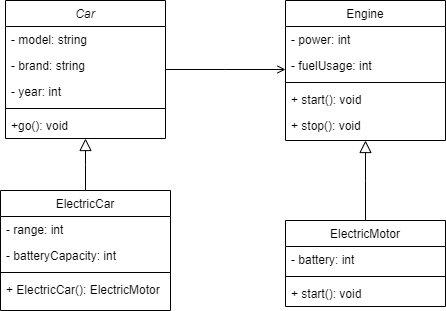 Car
- model: string
- brand: string
- year: int
+go(): void
Engine
- power: int
- fuelUsage: int
+ start(): void
+ stop(): void
ElectricCar
- range: int
- batteryCapacity: int
+ ElectricCar(): ElectricMotor
ElectricMotor
- battery: int
+ start(): void